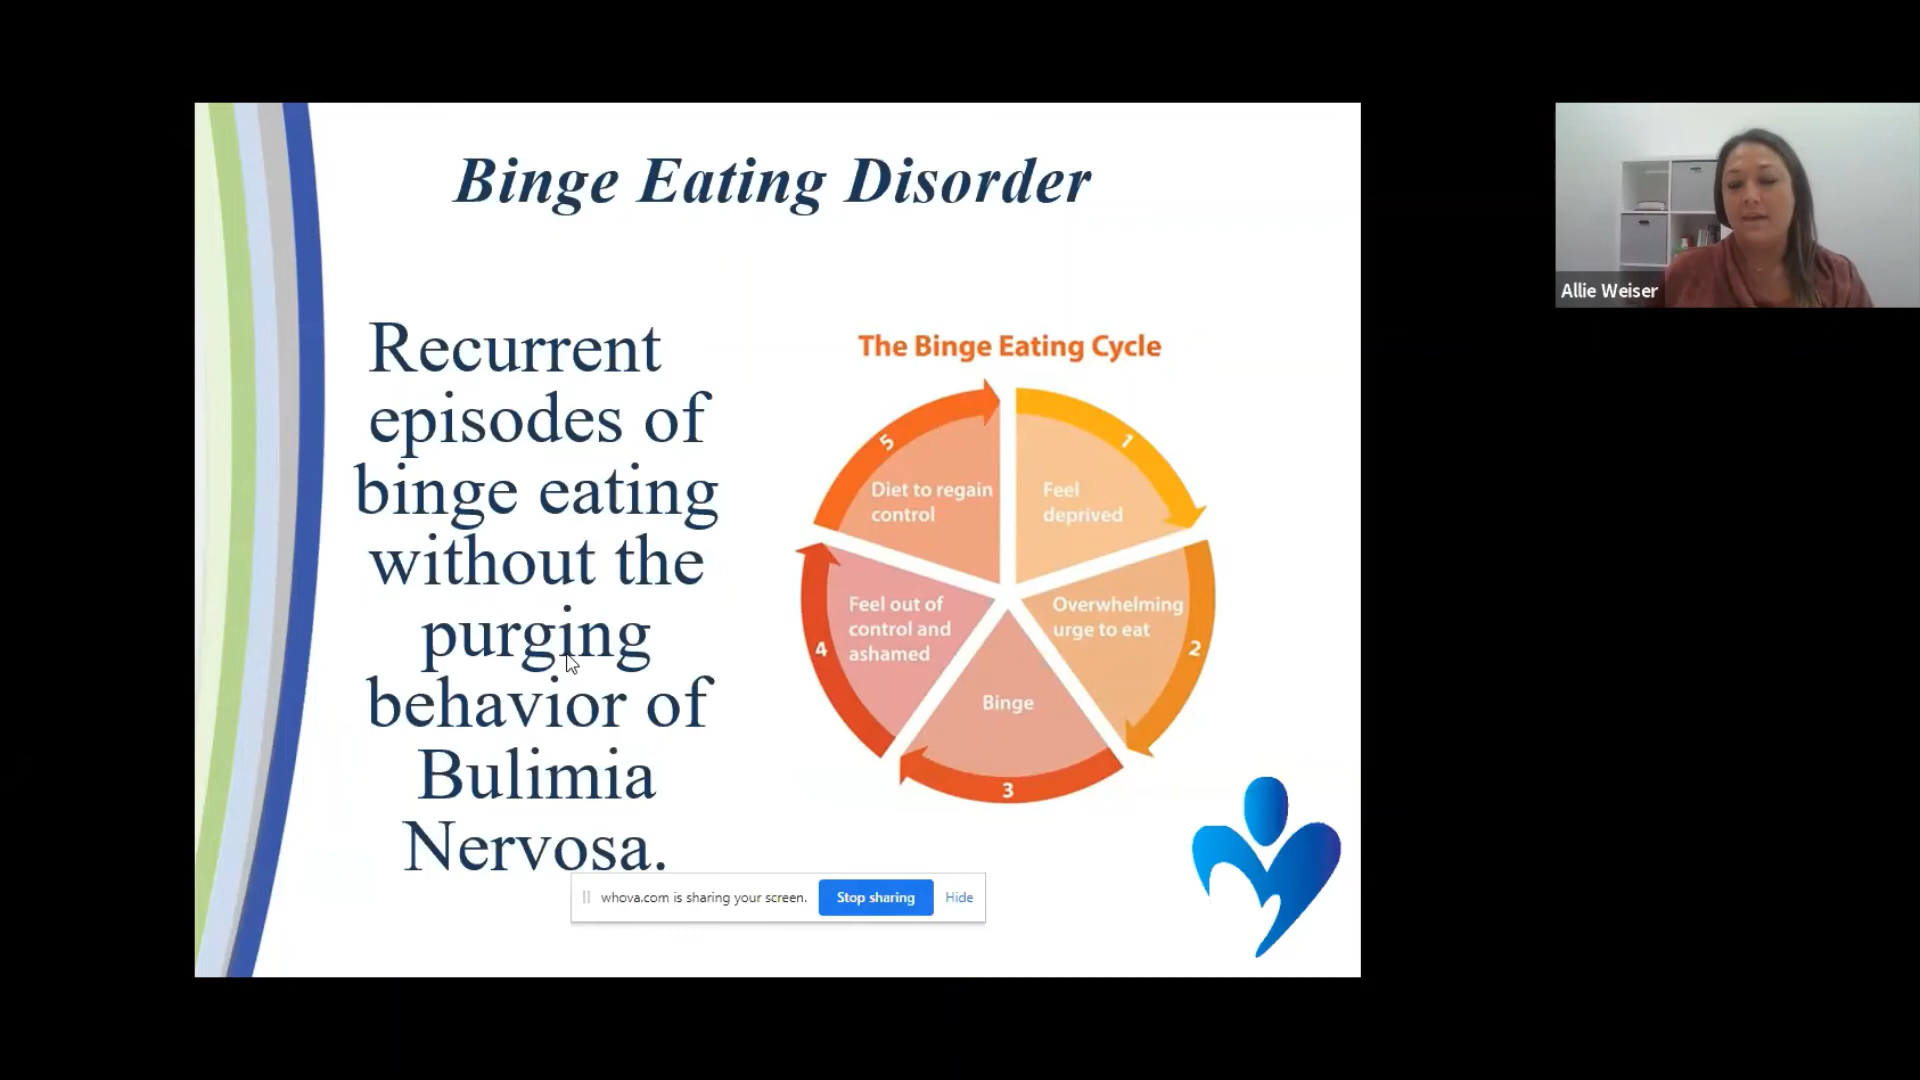 Binge Eating Disorder
Recurrent
episodes of
binge eating
without the
purging
behavior of
Bulimia
Nervosa.
The Binge Eating Cycle
1
Feel
deprived
2
Overwhelming
urge to eat
3
Binge
4
Feel out of
control and
ashamed
5
Diet to regain
control
whova.com is sharing your screen.
Stop sharing
Hide
Allie Weiser